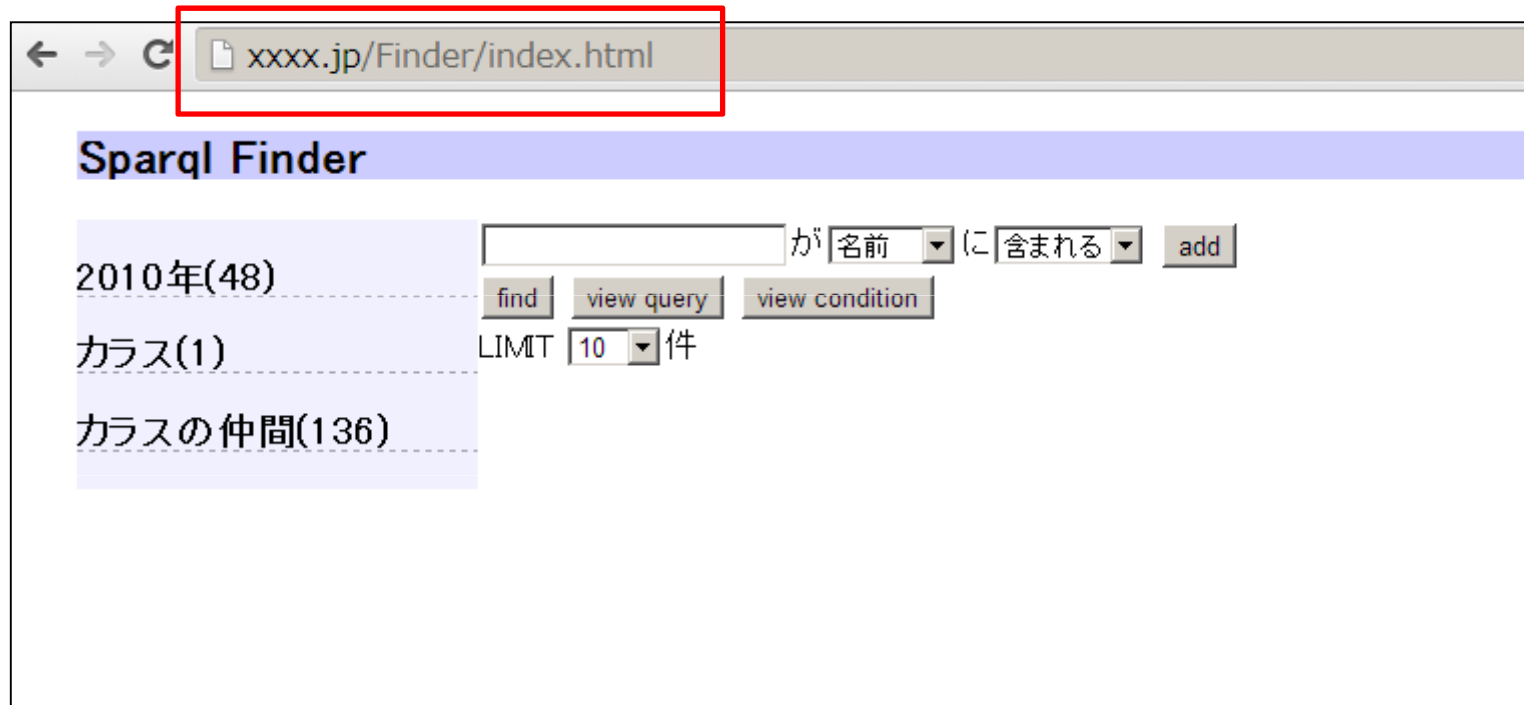 xxxx.jp/Finder/index.html
Sparql Finder
2010年(48)
カラス(1)
カラスの仲間(136)
が 名前 に 含まれる add
find view query view condition
LIMIT 10 件